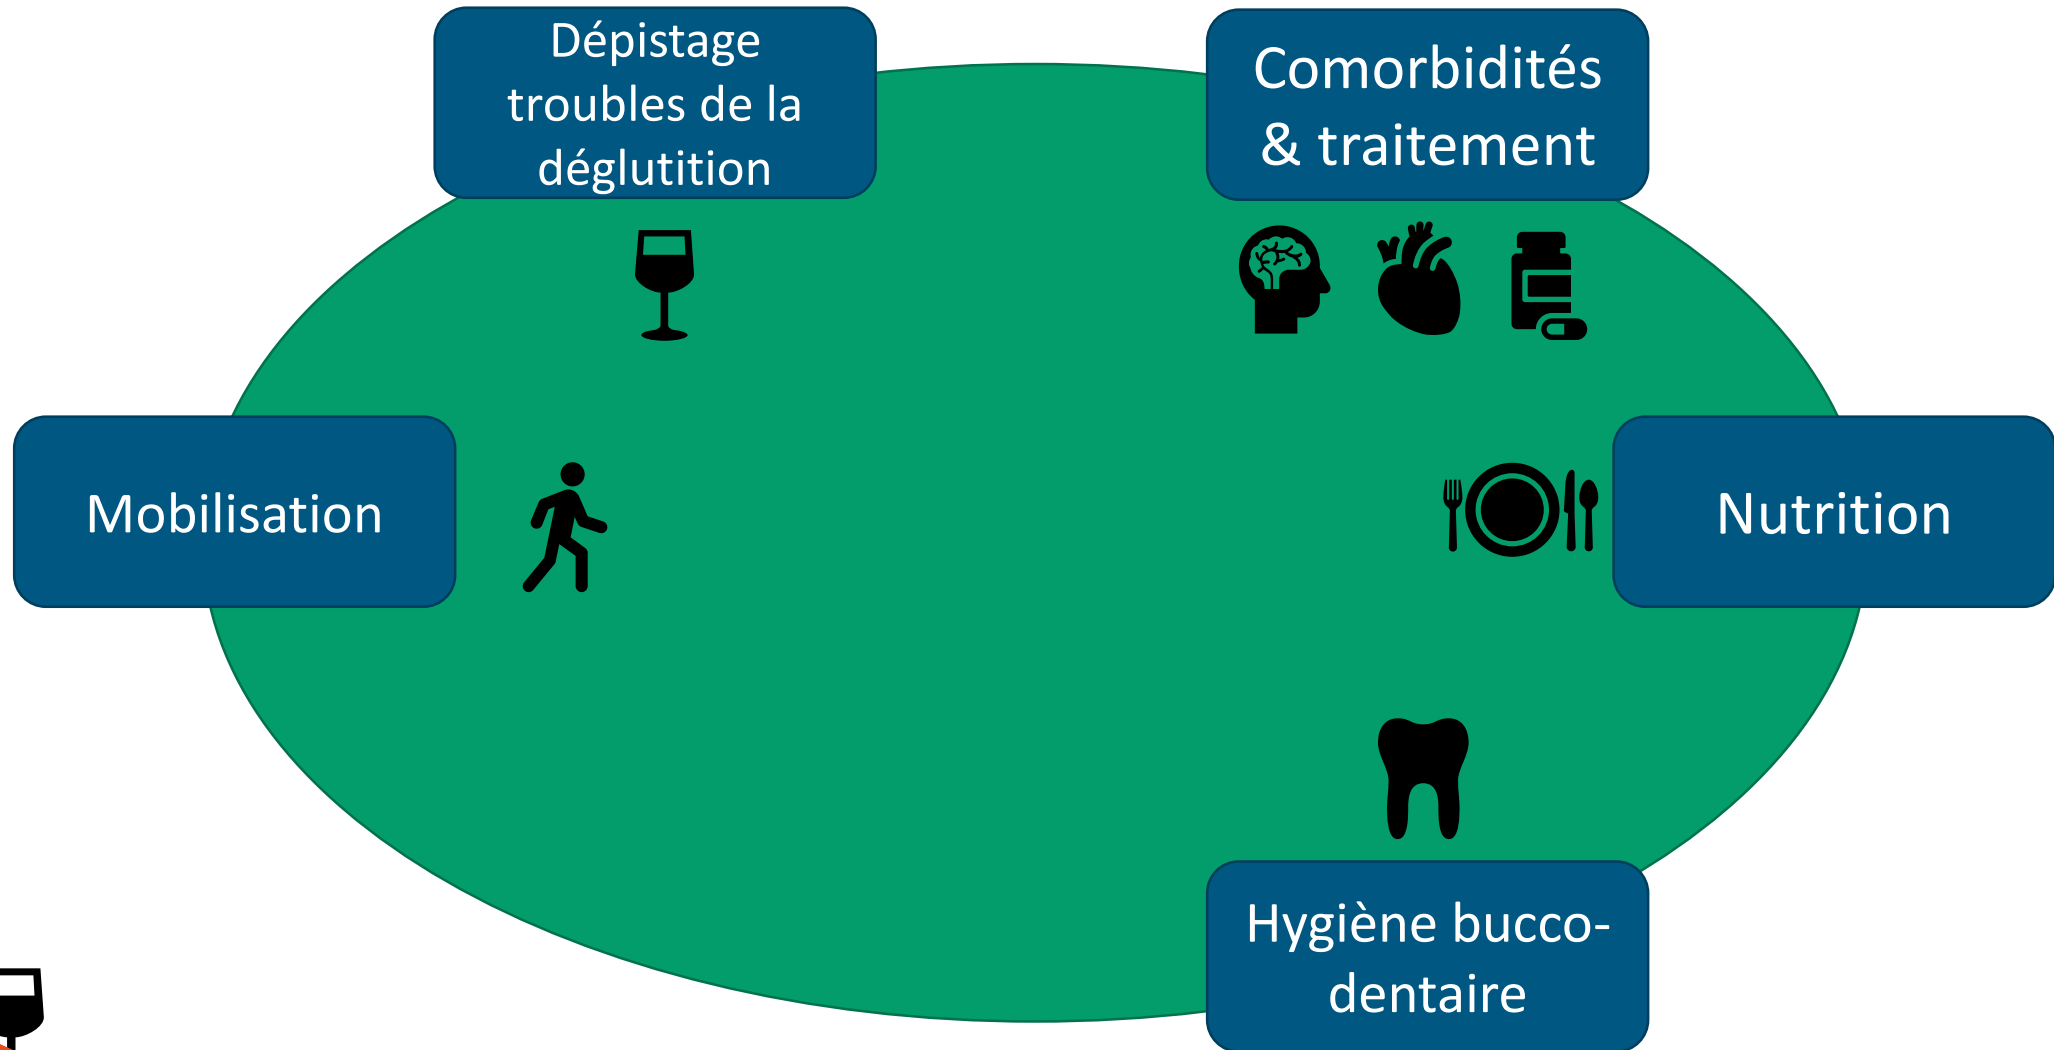 Dépistage
troubles de la
déglutition
Comorbidités
& traitement
Mobilisation
Nutrition
Hygiène bucco-
dentaire